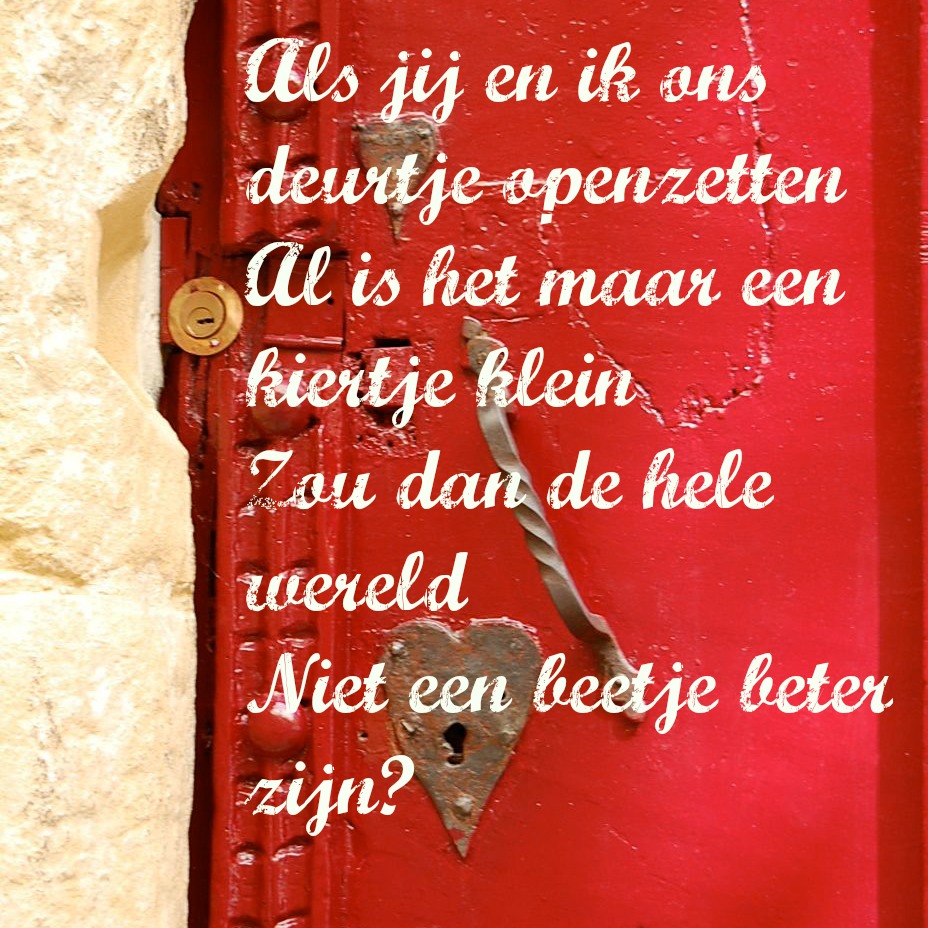 Als jij en ik ons
deurtje openzetten
Al is het maar een
kiertje klein
Zou dan de hele
wereld
Niet een beetje beter
zijn?